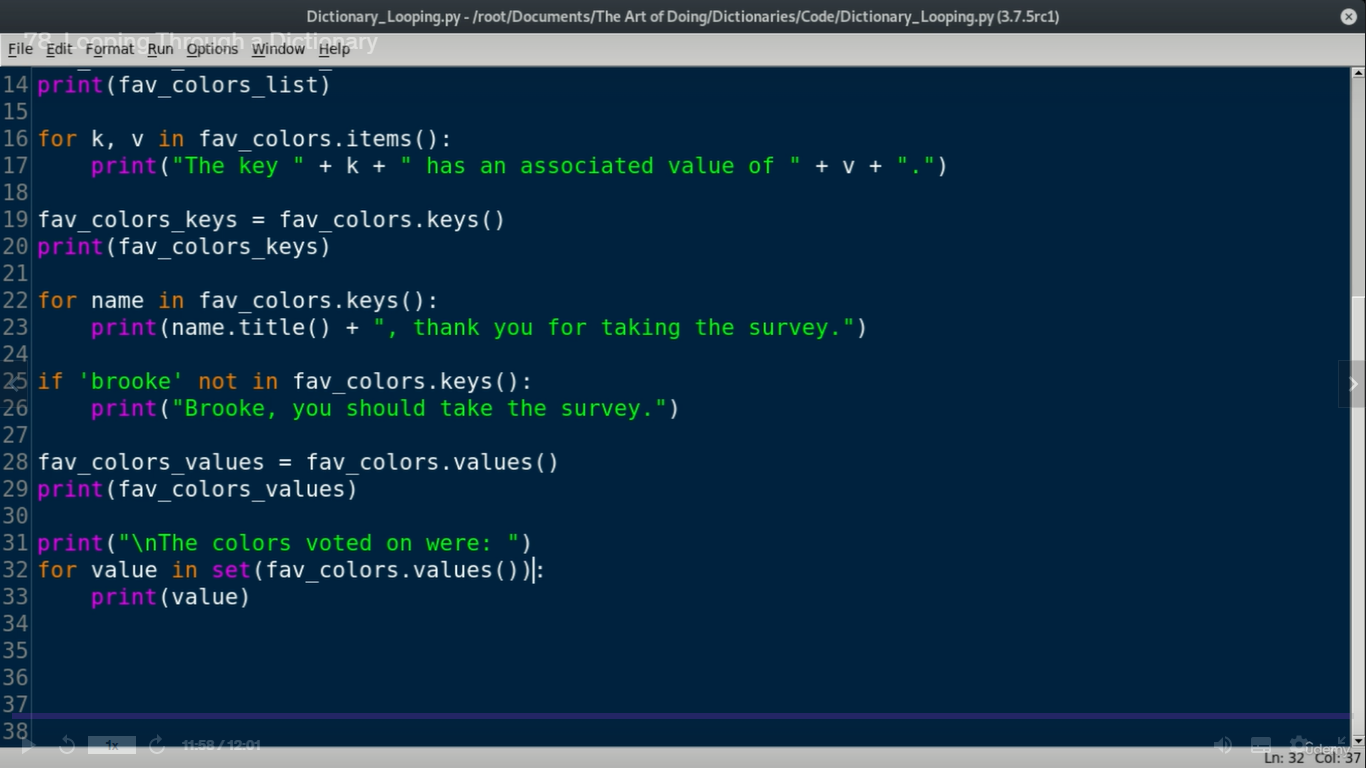 Dictionary_Looping.py - /root/Documents/The Art of Doing/Dictionaries/Code/Dictionary_Looping.py (3.7.5rc1)
78. Looping Through a Dictionary
File Edit Format Run Options Window Help
14 print(fav_colors_list)
15
16 for k, v in fav_colors.items():
17     print("The key " + k + " has an associated value of " + v + ".")
18
19 fav_colors_keys = fav_colors.keys()
20 print(fav_colors_keys)
21
22 for name in fav_colors.keys():
23     print(name.title() + ", thank you for taking the survey.")
24
25 if 'brooke' not in fav_colors.keys():
26     print("Brooke, you should take the survey.")
27
28 fav_colors_values = fav_colors.values()
29 print(fav_colors_values)
30
31 print("\nThe colors voted on were: ")
32 for value in set(fav_colors.values()):
33     print(value)
34
35
36
37
38
1x 11:58 / 12:01
Udemy
Ln: 32 Col: 37